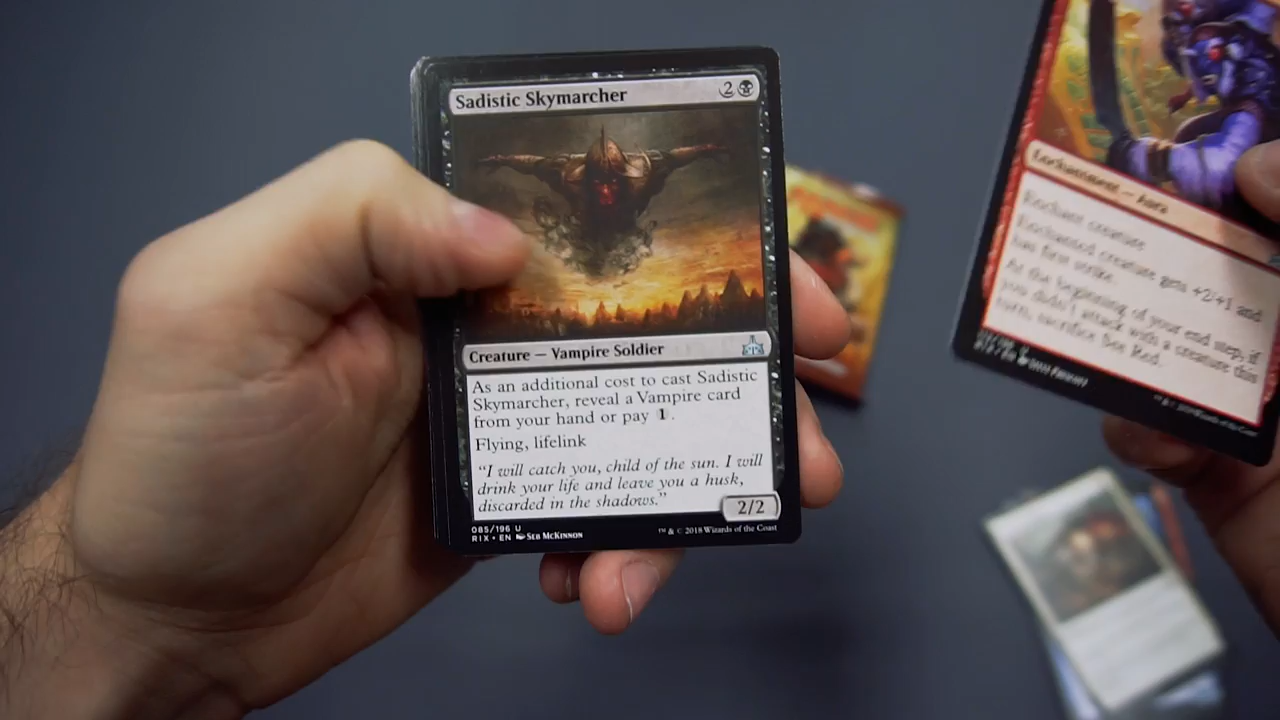 Sadistic Skymarcher 2
Creature — Vampire Soldier
As an additional cost to cast Sadistic
Skymarcher, reveal a Vampire card
from your hand or pay 1.
Flying, lifelink
"I will catch you, child of the sun. I will
drink your life and leave you a husk,
discarded in the shadows."
2/2
085/196 U
RIX • EN Seb McKinnon
™ & © 2018 Wizards of the Coast
Enchantment — Aura
Enchant creature
Enchanted creature gets +2/+1 and
has first strike.
At the beginning of your end step, if
you didn't attack with a creature this
turn, sacrifice See Red.